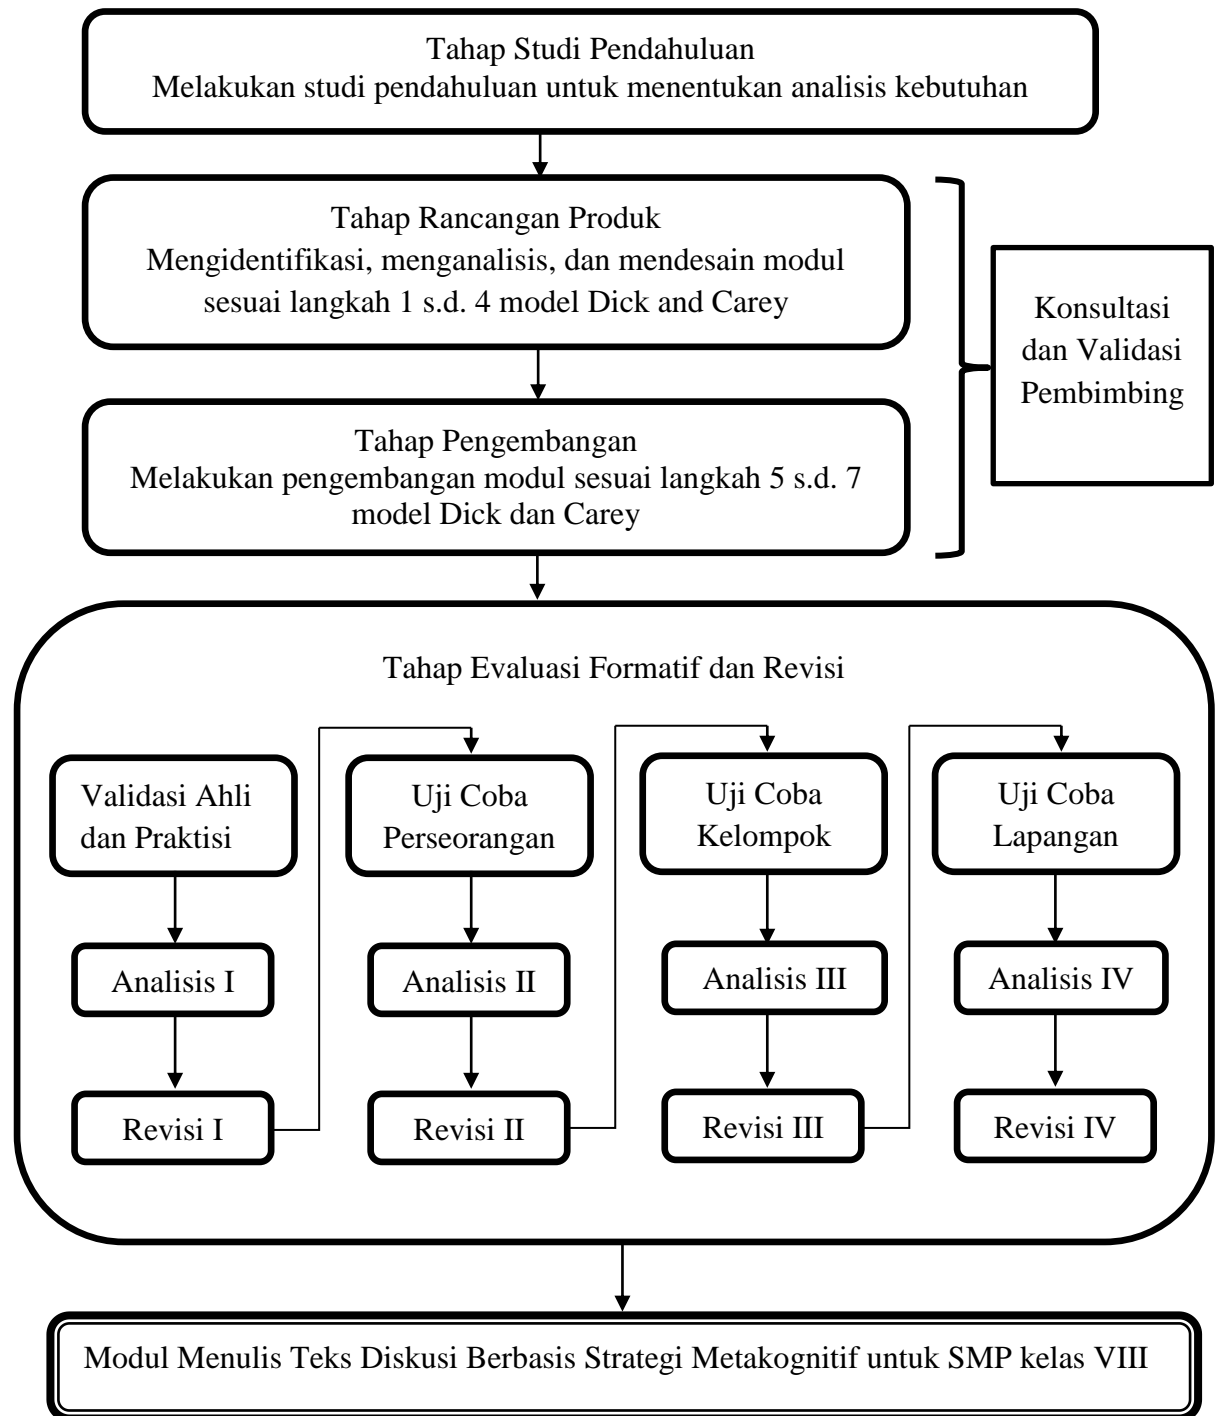 Tahap Studi Pendahuluan
Melakukan studi pendahuluan untuk menentukan analisis kebutuhan
Tahap Rancangan Produk
Mengidentifikasi, menganalisis, dan mendesain modul
sesuai langkah 1 s.d. 4 model Dick and Carey
Konsultasi
dan Validasi
Pembimbing
Tahap Pengembangan
Melakukan pengembangan modul sesuai langkah 5 s.d. 7
model Dick dan Carey
Tahap Evaluasi Formatif dan Revisi
Validasi Ahli
dan Praktisi
Analisis I
Revisi I
Uji Coba
Perseorangan
Analisis II
Revisi II
Uji Coba
Kelompok
Analisis III
Revisi III
Uji Coba
Lapangan
Analisis IV
Revisi IV
Modul Menulis Teks Diskusi Berbasis Strategi Metakognitif untuk SMP kelas VIII